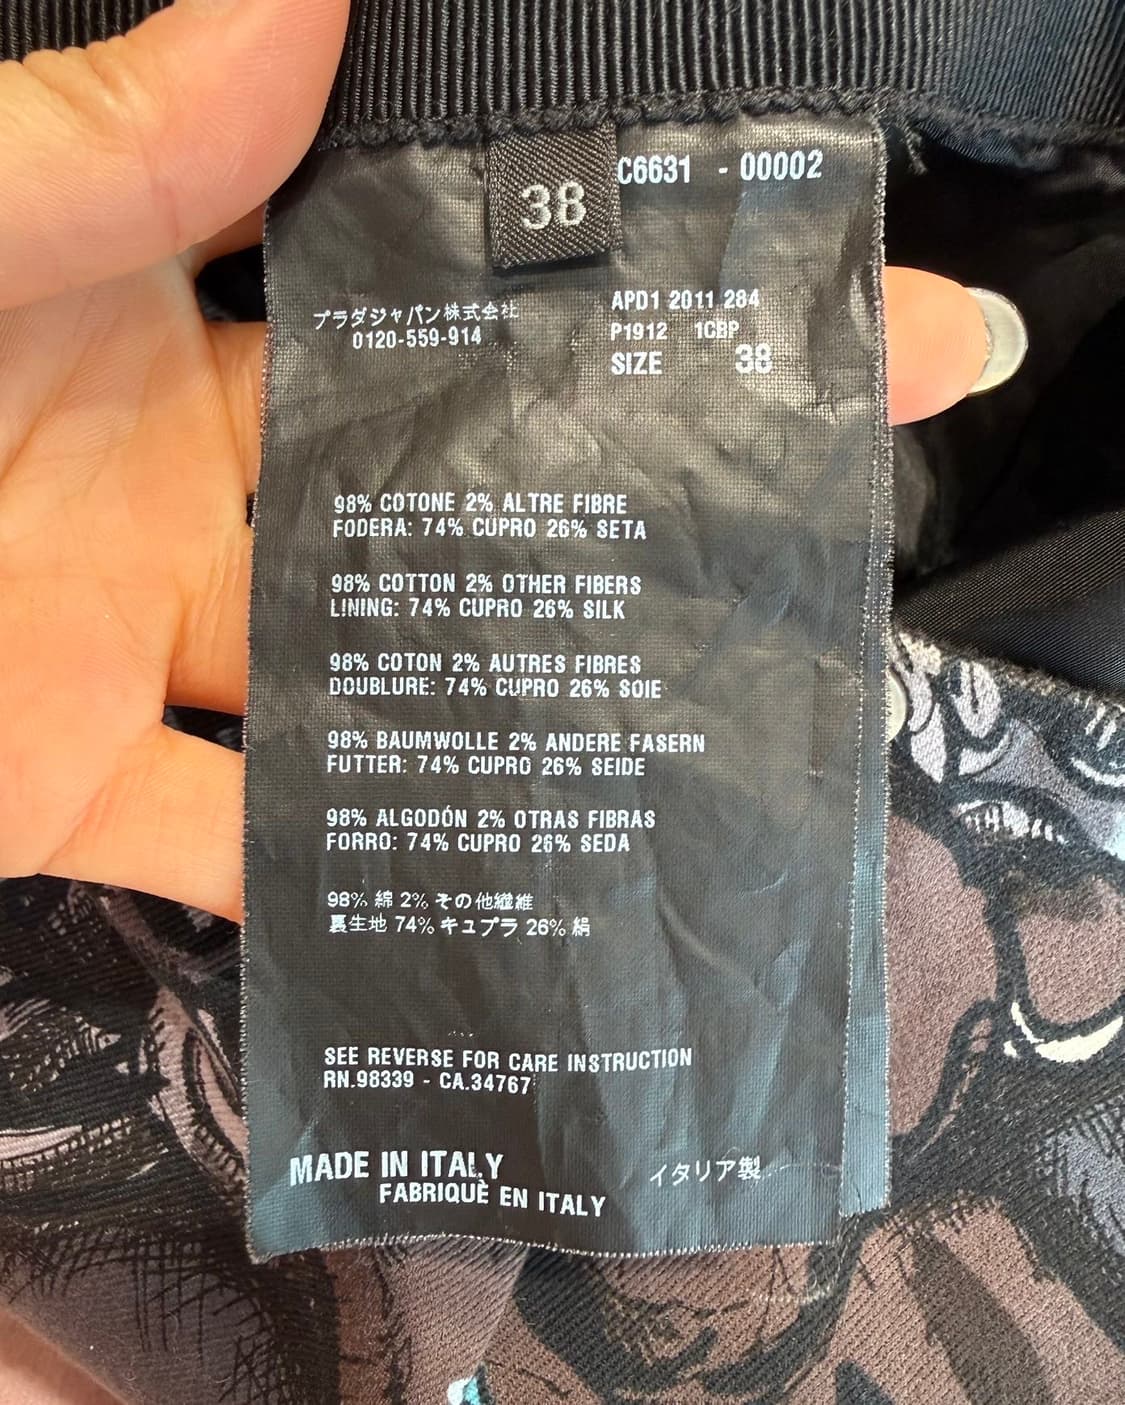 38
C6631 - 00002
プラダジャパン株式会社
0120-559-914
APD1 2011 284
P1912 1CBP
SIZE 38
98% COTONE 2% ALTRE FIBRE
FODERA: 74% CUPRO 26% SETA
98% COTTON 2% OTHER FIBERS
LINING: 74% CUPRO 26% SILK
98% COTON 2% AUTRES FIBRES
DOUBLURE: 74% CUPRO 26% SOIE
98% BAUMWOLLE 2% ANDERE FASERN
FUTTER: 74% CUPRO 26% SEIDE
98% ALGODÓN 2% OTRAS FIBRAS
FORRO: 74% CUPRO 26% SEDA
98% 綿 2% その他繊維
裏生地 74% キュプラ 26% 絹
SEE REVERSE FOR CARE INSTRUCTION
RN.98339 - CA.34767
MADE IN ITALY
FABRIQUÈ EN ITALY
イタリア製